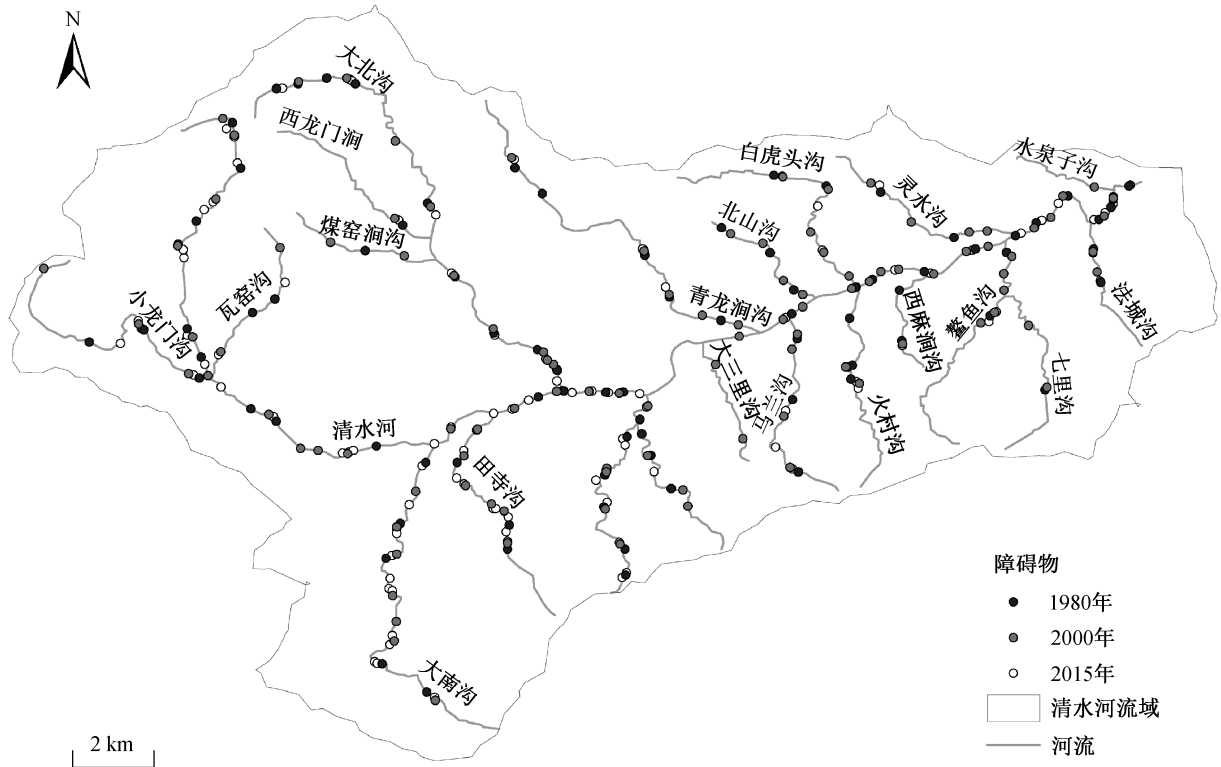 N
大北沟
西龙门涧
白虎头沟
水泉子沟
灵水沟
北山沟
煤窑涧沟
瓦窑沟
小龙门沟
青龙涧沟
西麻涧沟
鳌鱼沟
法城沟
大三里沟
马兰沟
七里沟
火村沟
清水河
田寺沟
大南沟
障碍物
1980年
2000年
2015年
清水河流域
河流
2 km